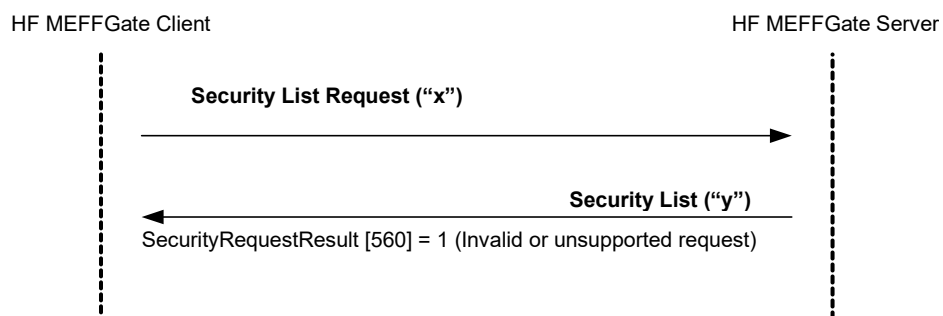 HF MEFFGate Client
HF MEFFGate Server
Security List Request (“x”)
Security List (“y”)
SecurityRequestResult [560] = 1 (Invalid or unsupported request)